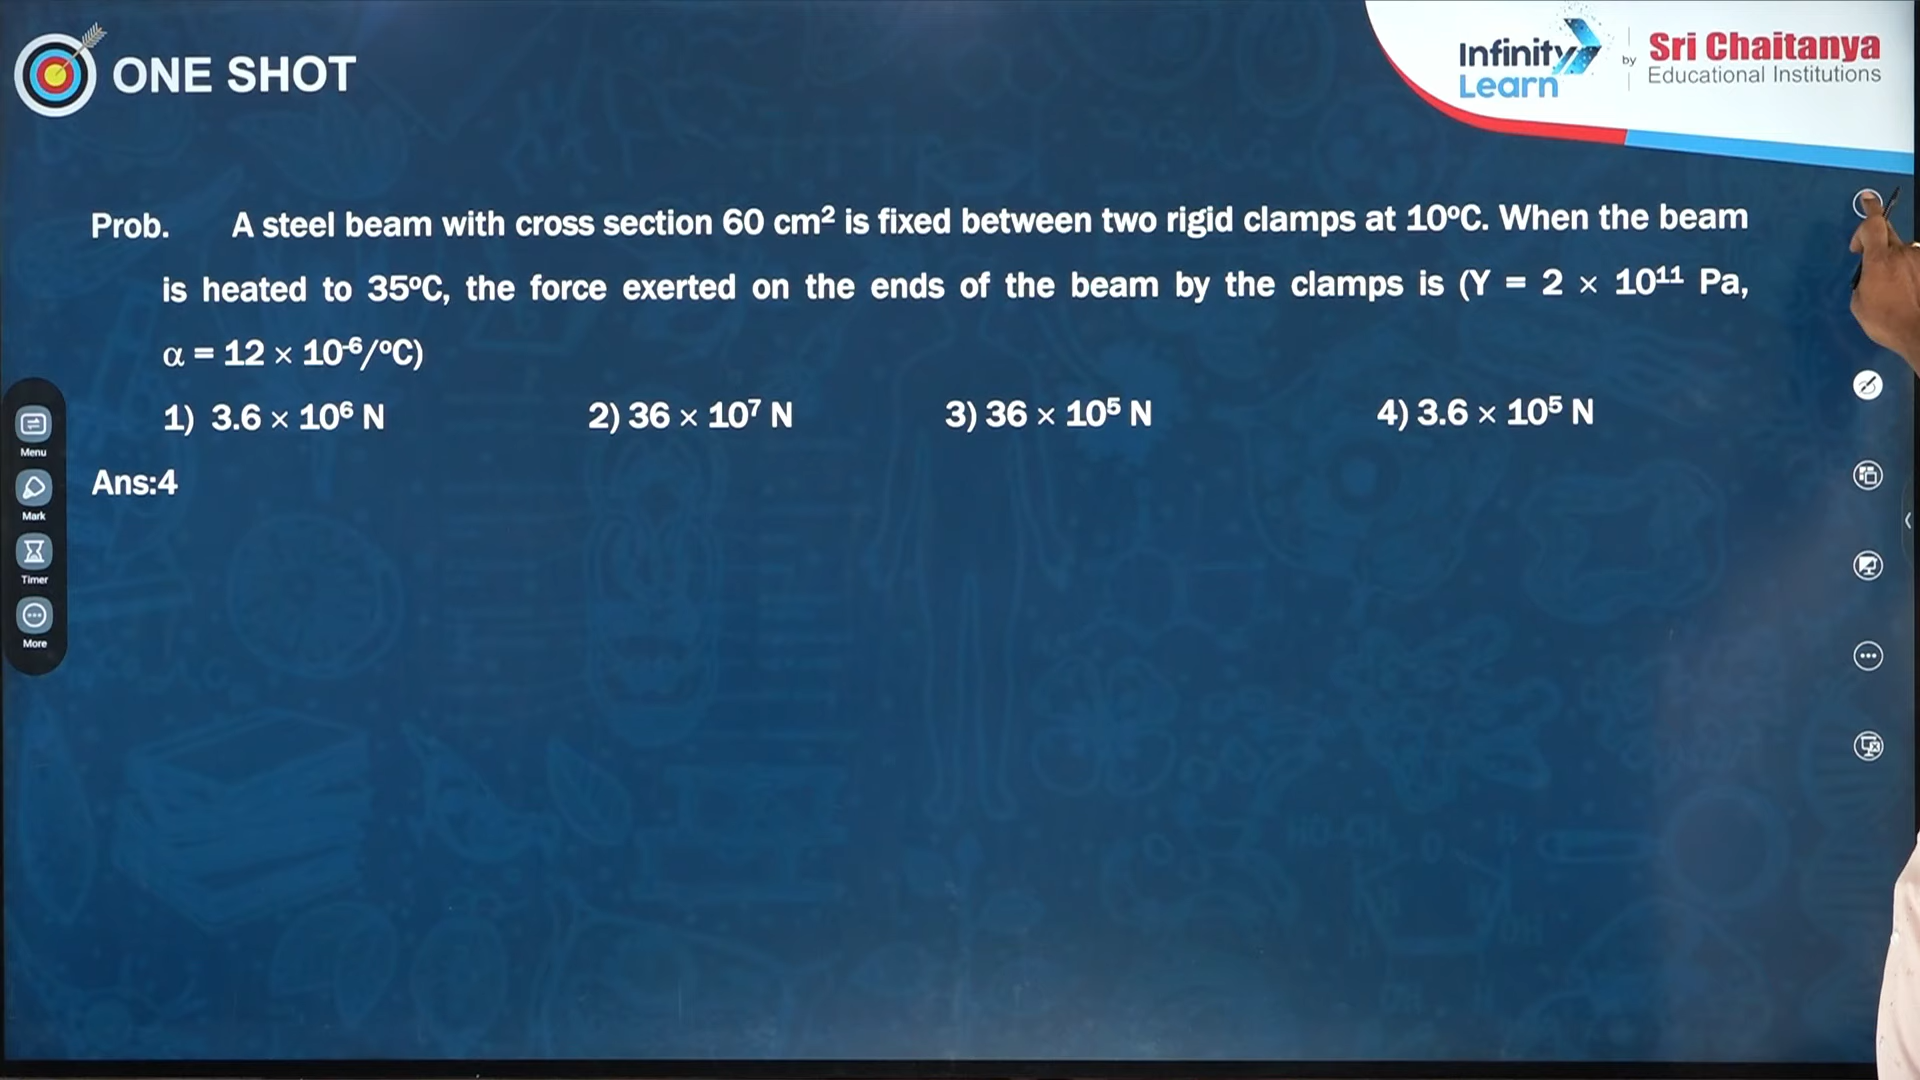 ONE SHOT
Infinity Learn
by
Sri Chaitanya
Educational Institutions
Prob. A steel beam with cross section 60 cm² is fixed between two rigid clamps at 10ºC. When the beam
is heated to 35ºC, the force exerted on the ends of the beam by the clamps is (Y = 2 × 10¹¹ Pa,
α = 12 × 10⁻⁶/ºC)
1) 3.6 × 10⁶ N 2) 36 × 10⁷ N 3) 36 × 10⁵ N 4) 3.6 × 10⁵ N
Ans:4
Menu
Mark
Timer
More